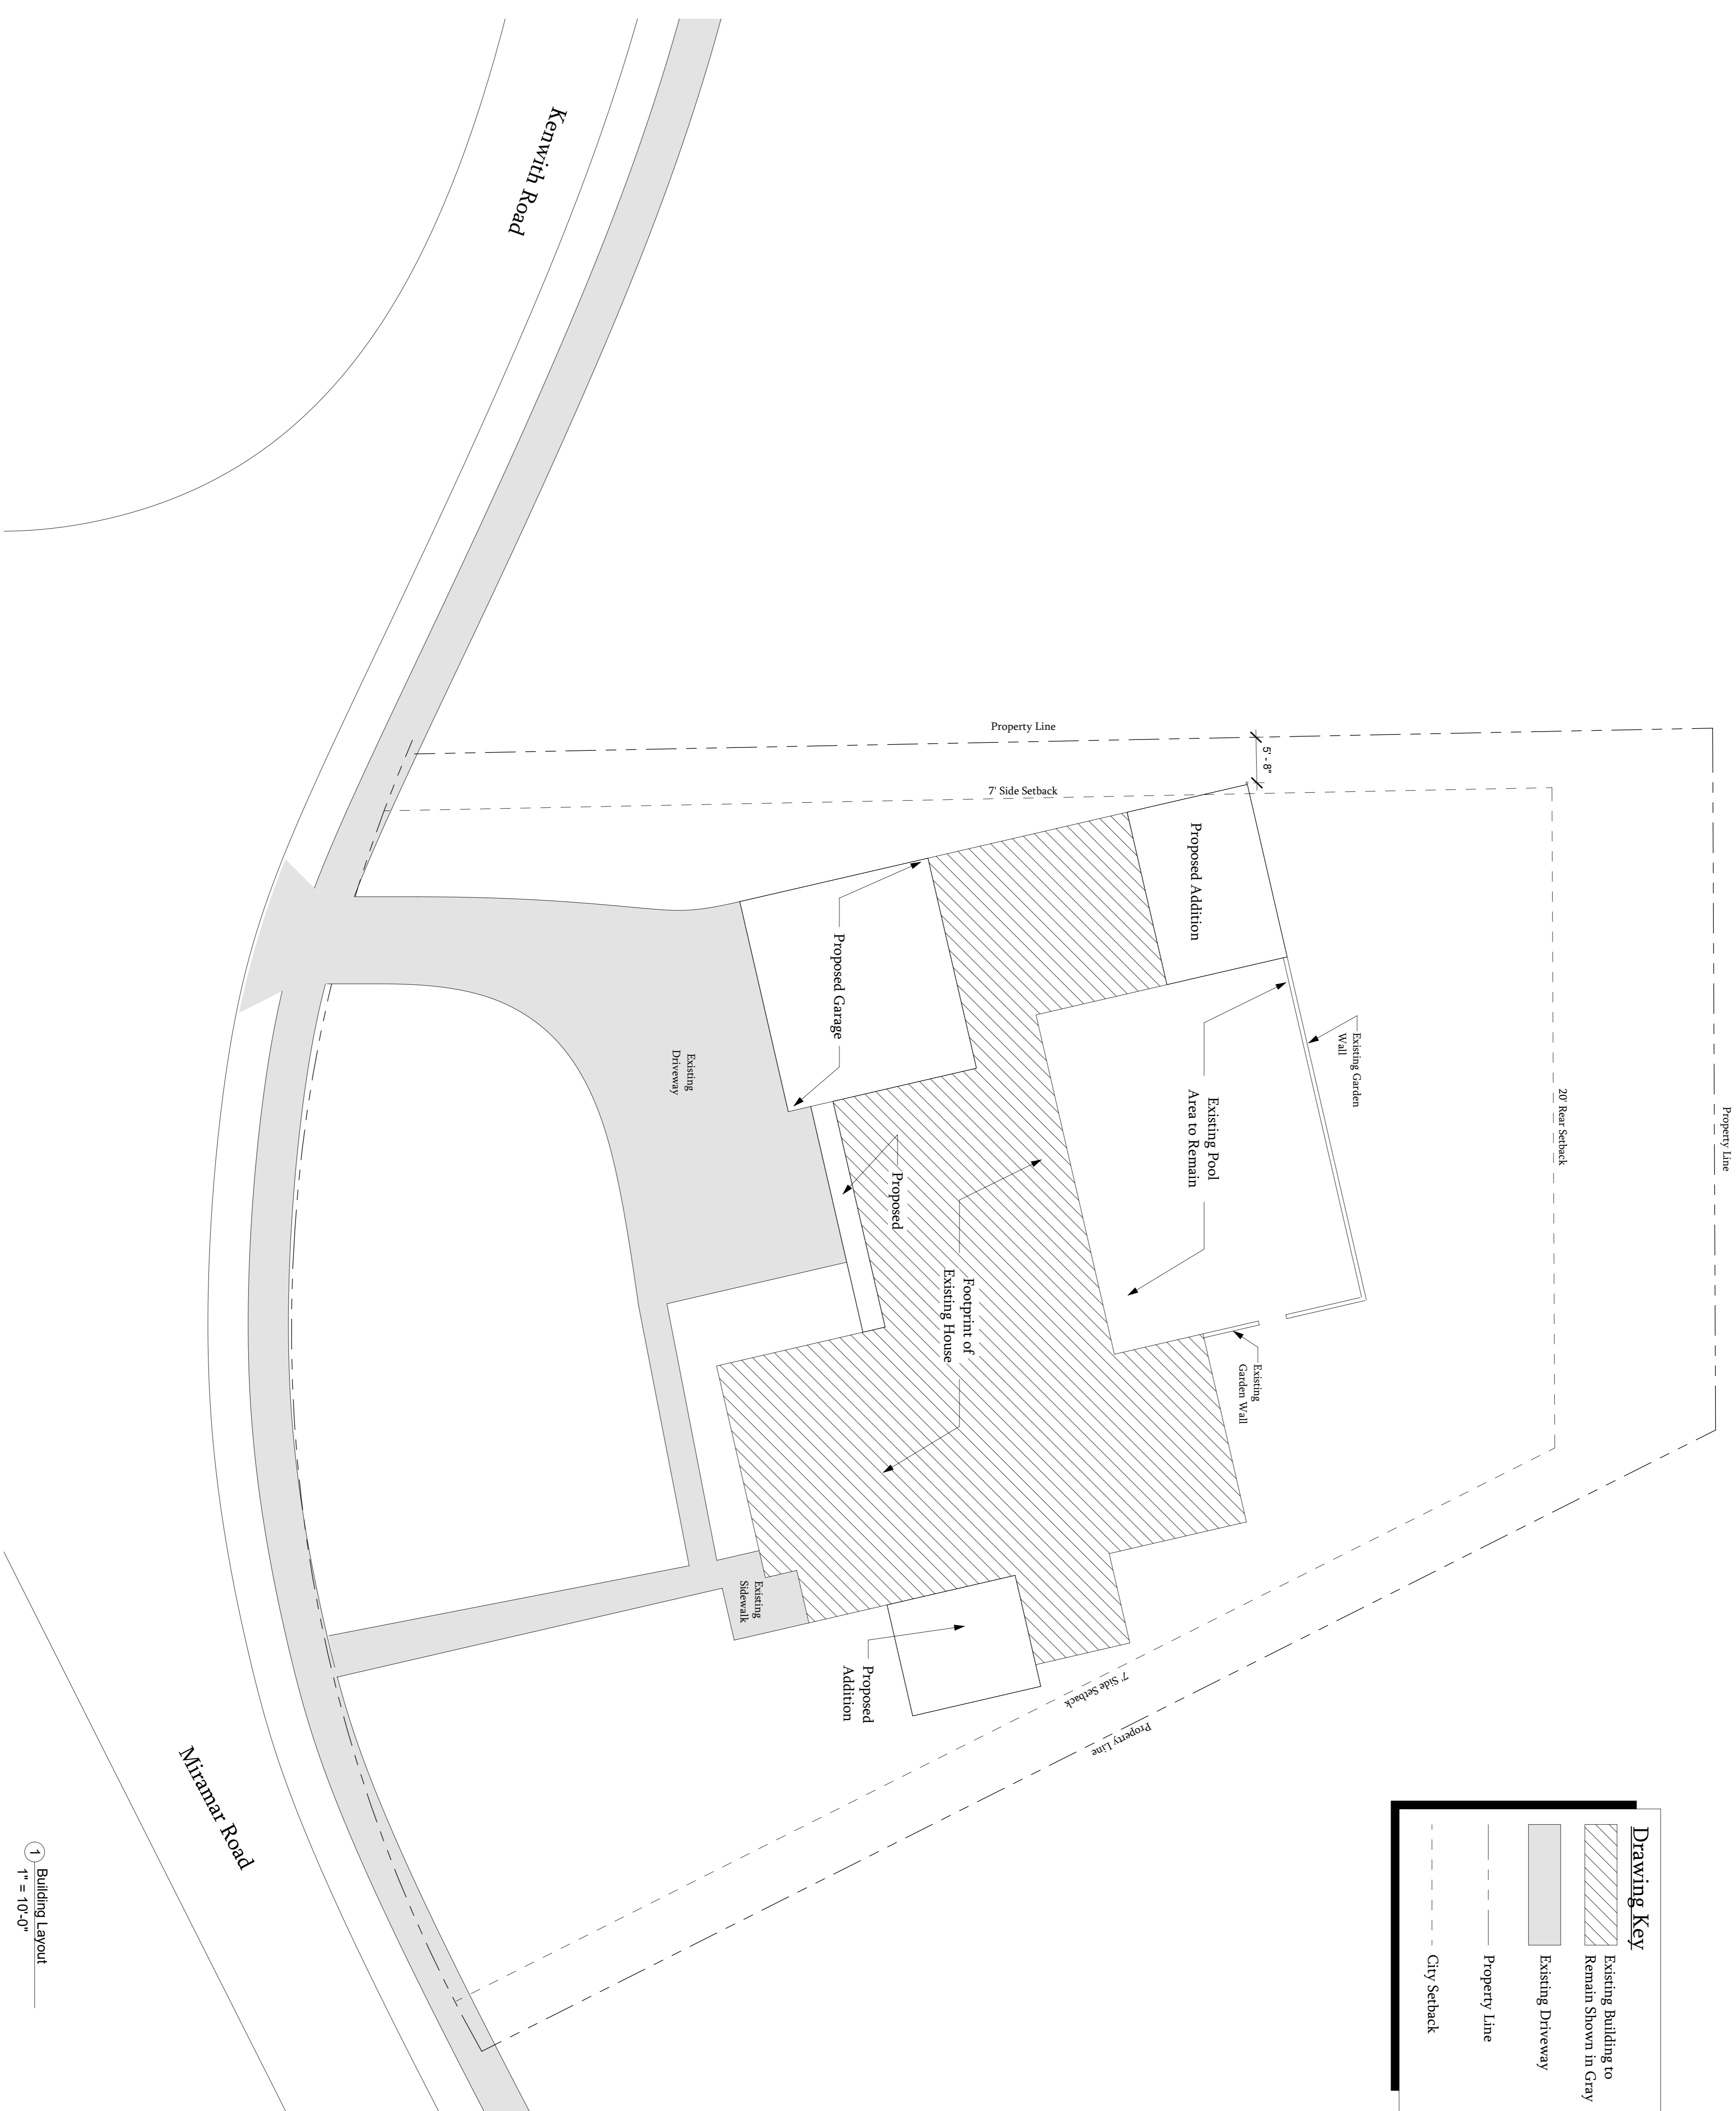 Kenwith Road
Property Line
5' - 8"
7' Side Setback
Proposed Addition
Proposed Garage
Existing
Driveway
Existing Garden
Wall
Existing Pool
Area to Remain
20' Rear Setback
Property Line
Proposed
Footprint of
Existing House
Existing
Garden Wall
Existing
Sidewalk
Proposed
Addition
7' Side Setback
Property Line
Miramar Road
1
Building Layout
1" = 10'-0"
Drawing Key
Existing Building to
Remain Shown in Gray
Existing Driveway
Property Line
City Setback